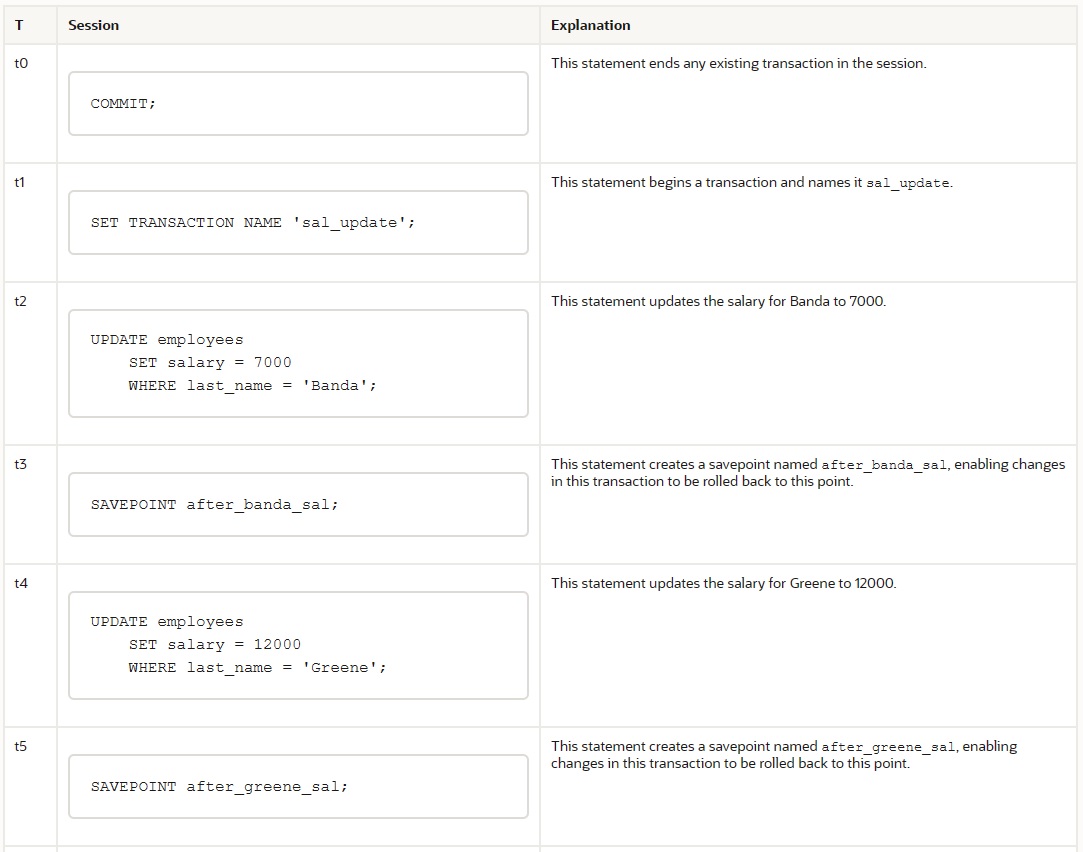 T Session Explanation
t0
This statement ends any existing transaction in the session.
COMMIT;
t1
This statement begins a transaction and names it sal_update.
SET TRANSACTION NAME 'sal_update';
t2
This statement updates the salary for Banda to 7000.
UPDATE employees
SET salary = 7000
WHERE last_name = 'Banda';
t3
This statement creates a savepoint named after_banda_sal, enabling changes
in this transaction to be rolled back to this point.
SAVEPOINT after_banda_sal;
t4
This statement updates the salary for Greene to 12000.
UPDATE employees
SET salary = 12000
WHERE last_name = 'Greene';
t5
This statement creates a savepoint named after_greene_sal, enabling
changes in this transaction to be rolled back to this point.
SAVEPOINT after_greene_sal;